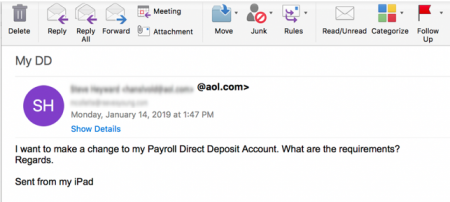 Delete
Reply
Reply All
Forward
Meeting
Attachment
Move
Junk
Rules
Read/Unread
Categorize
Follow Up
My DD
SH
@aol.com>
Monday, January 14, 2019 at 1:47 PM
Show Details
I want to make a change to my Payroll Direct Deposit Account. What are the requirements?
Regards.
Sent from my iPad